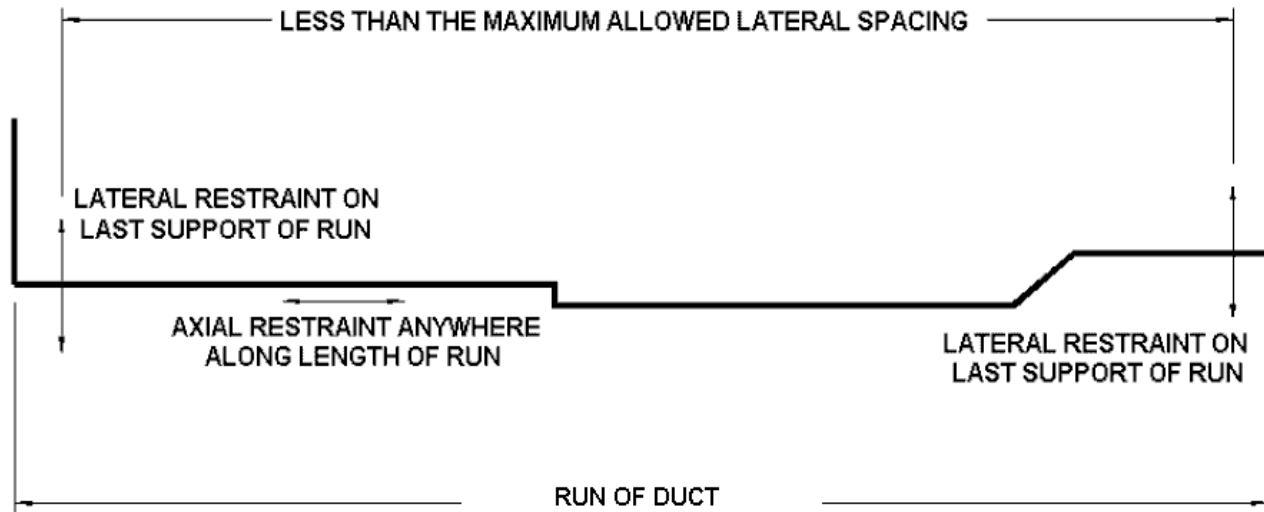 LESS THAN THE MAXIMUM ALLOWED LATERAL SPACING
LATERAL RESTRAINT ON
LAST SUPPORT OF RUN
AXIAL RESTRAINT ANYWHERE
ALONG LENGTH OF RUN
LATERAL RESTRAINT ON
LAST SUPPORT OF RUN
RUN OF DUCT